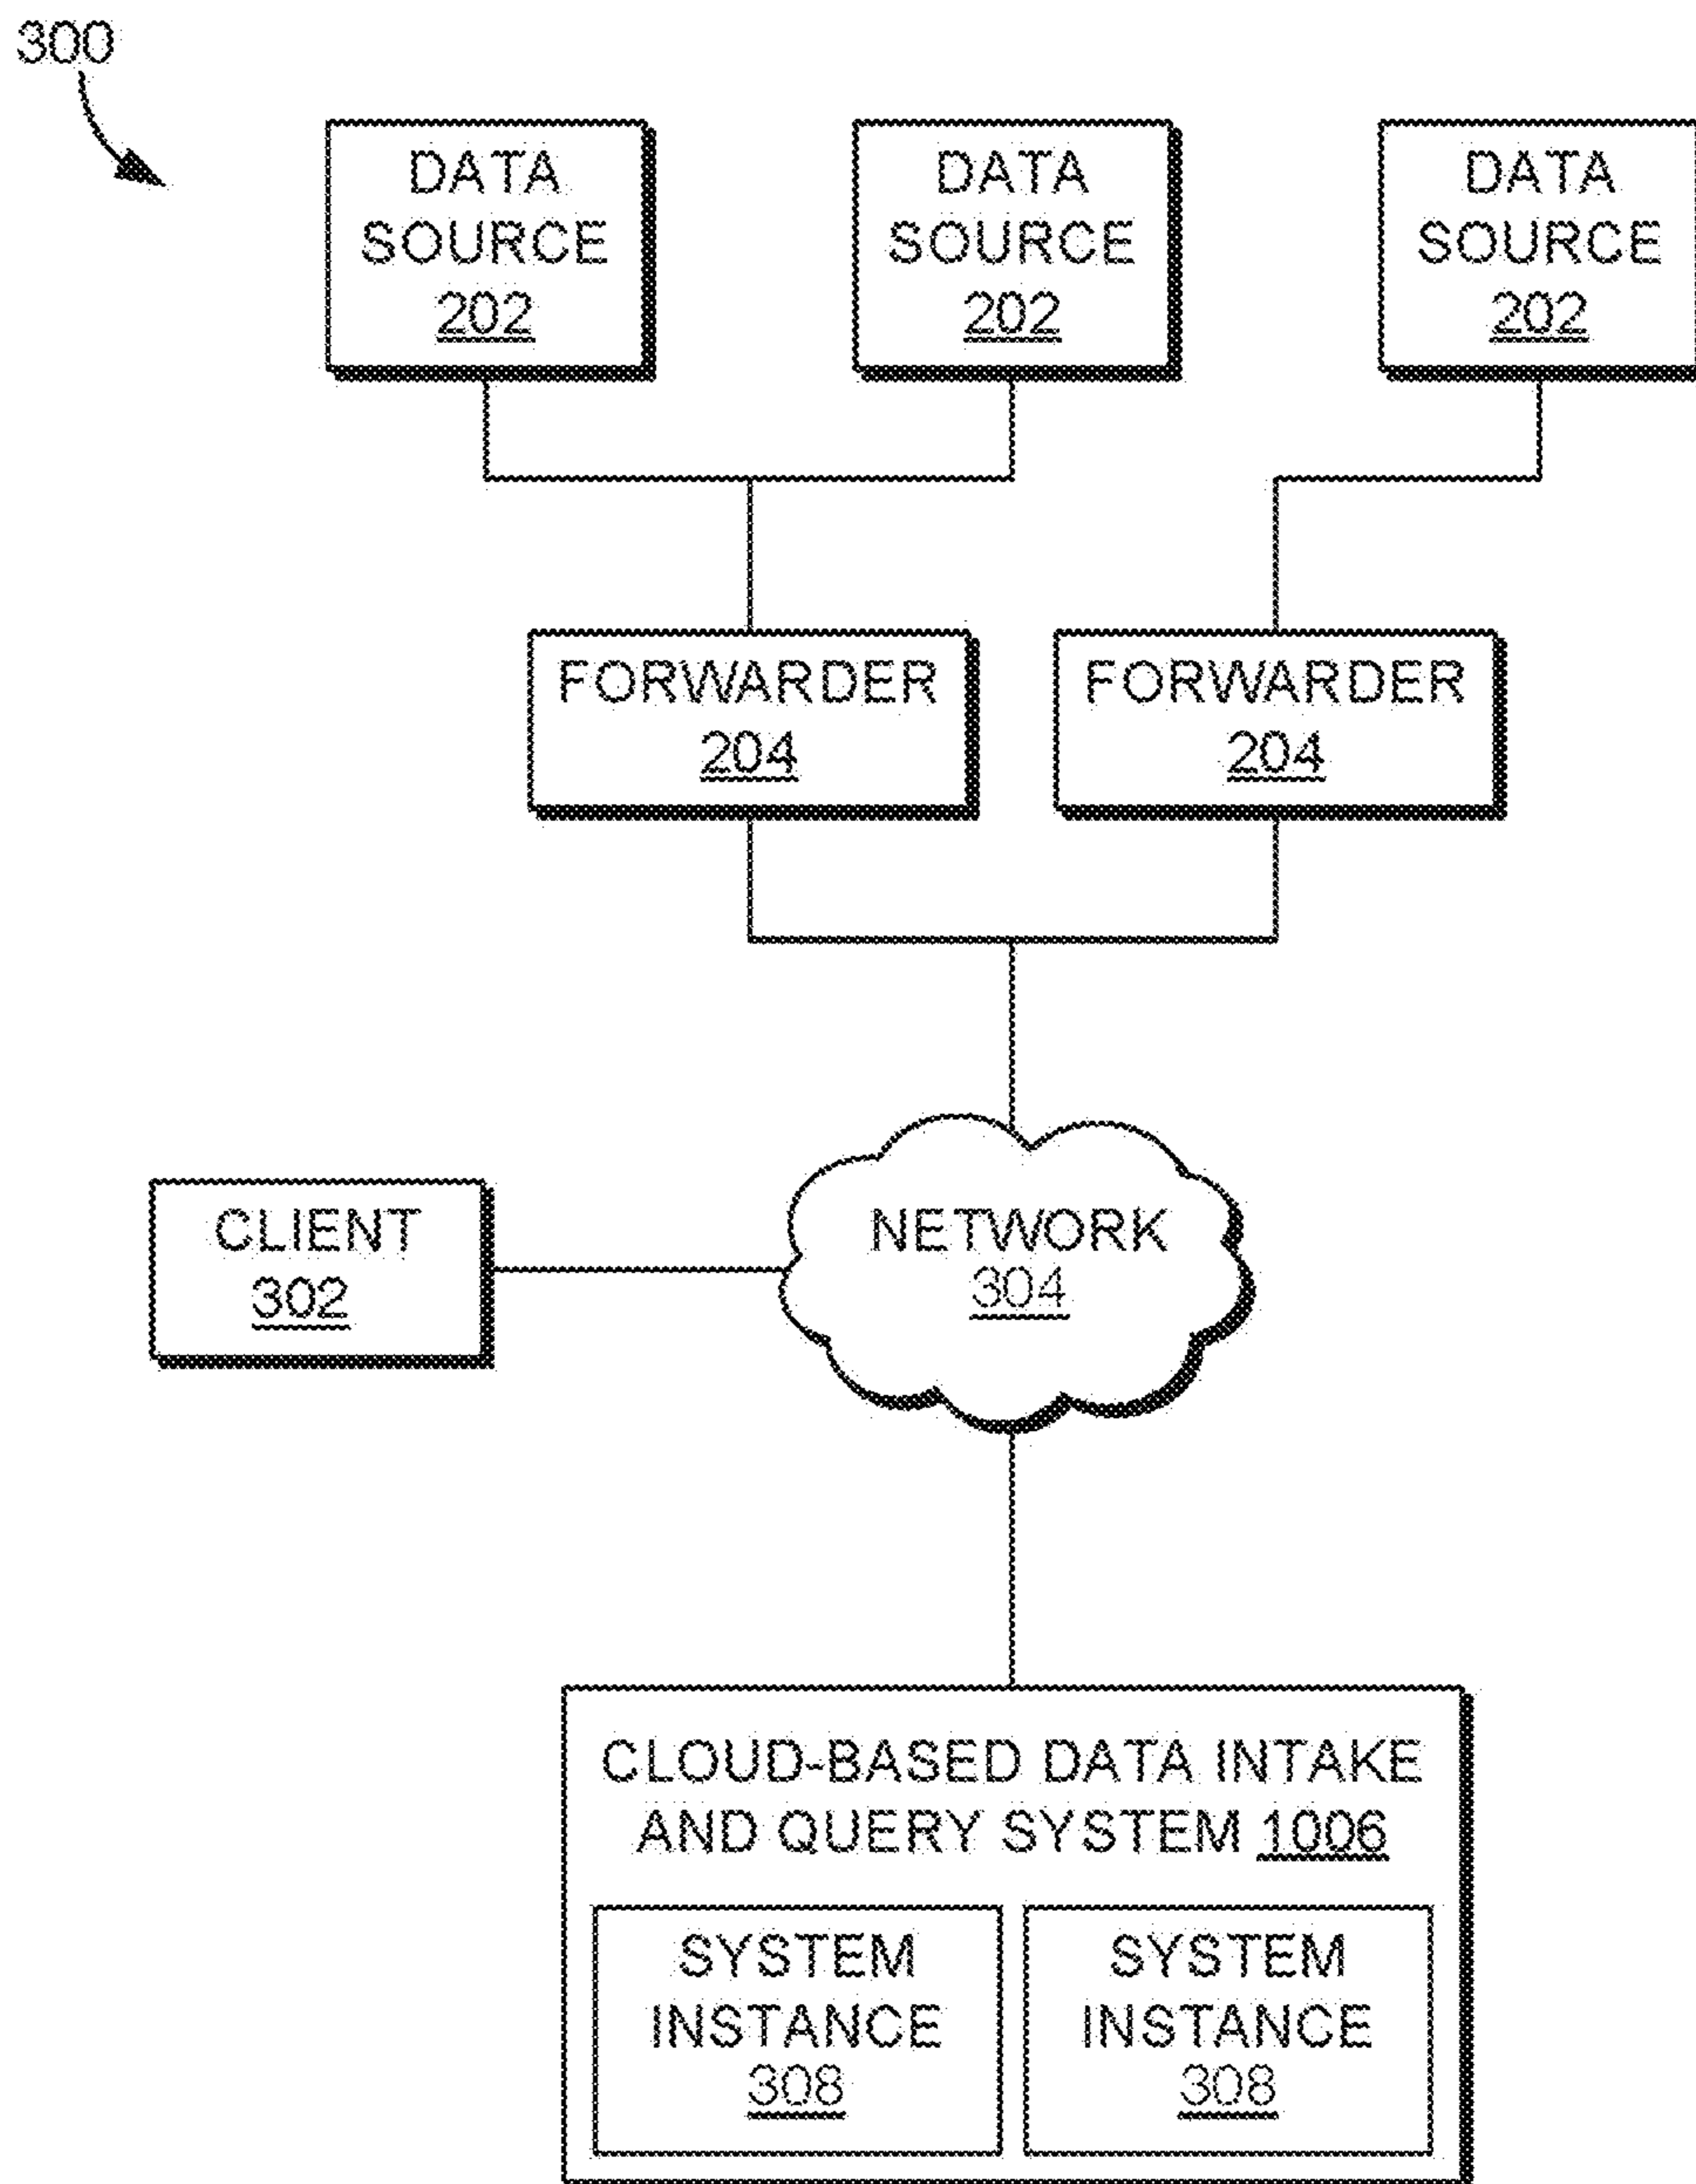 300
DATA
SOURCE
202
DATA
SOURCE
202
DATA
SOURCE
202
FORWARDER
204
FORWARDER
204
CLIENT
302
NETWORK
304
CLOUD-BASED DATA INTAKE
AND QUERY SYSTEM 1006
SYSTEM
INSTANCE
308
SYSTEM
INSTANCE
308